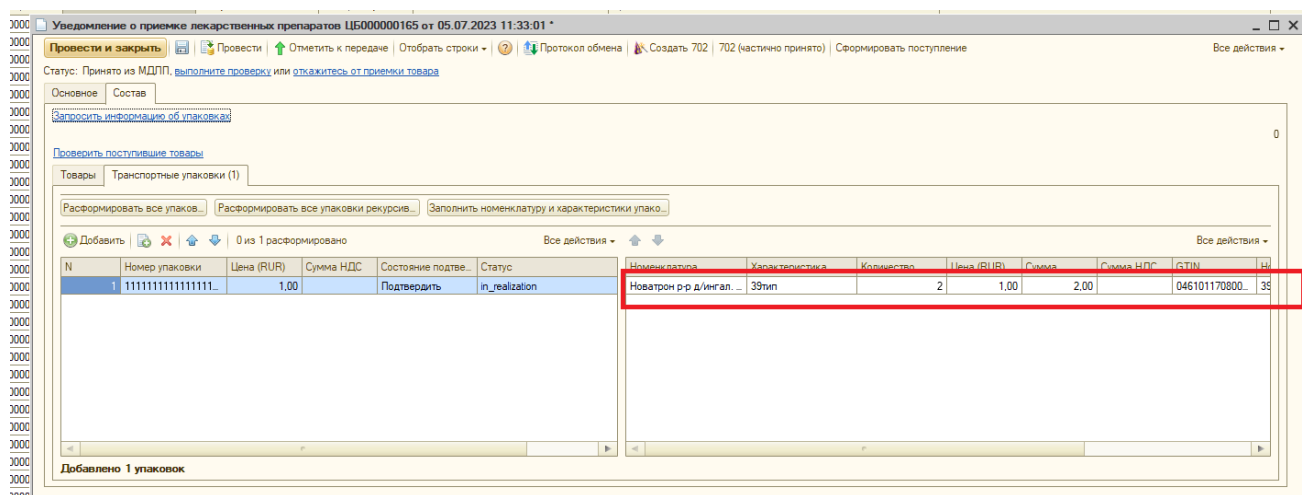 Уведомление о приемке лекарственных препаратов ЦБ000000165 от 05.07.2023 11:33:01 *
Провести и закрыть Провести Отметить к передаче Отобрать строки Протокол обмена Создать 702 702 (частично принято) Сформировать поступление Все действия
Статус: Принято из МДЛП, выполните проверку или откажитесь от приемки товара
Основное Состав
Запросить информацию об упаковках
0
Проверить поступившие товары
Товары Транспортные упаковки (1)
Расформировать все упаков... Расформировать все упаковки рекурсив... Заполнить номенклатуру и характеристики упако...
Добавить 0 из 1 расформировано Все действия Все действия
N Номер упаковки Цена (RUR) Сумма НДС Состояние подтве... Статус Номенклатура Характеристика Количество Цена (RUR) Сумма Сумма НДС GTIN
1 1111111111111111... 1,00 Подтвердить in_realization Новатрон р-р д/ингал. ... 39тип 2 1,00 2,00 046101170800... 39
Добавлено 1 упаковок